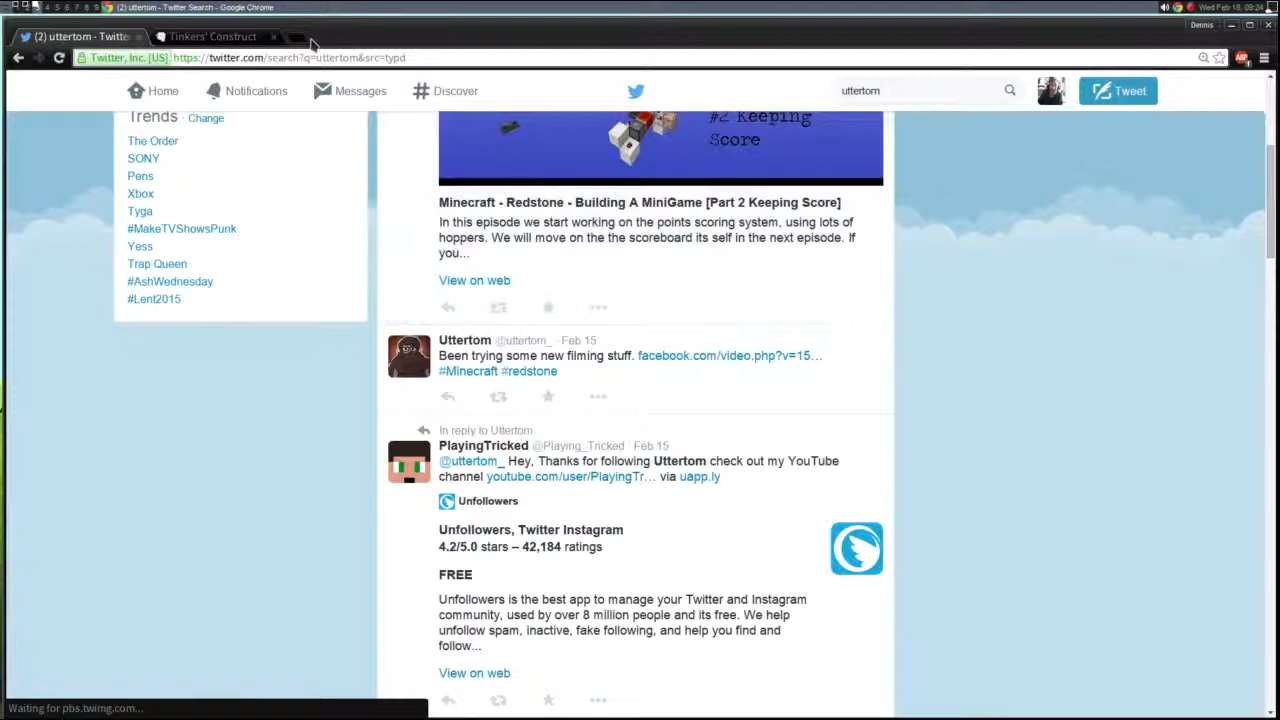 1 2 3 4 5 6 7 8 9 (2) uttertom - Twitter Search - Google Chrome
Wed Feb 18, 09:24
(2) uttertom - Twitte
Tinkers' Construct
Dennis
Twitter, Inc. [US] https://twitter.com/search?q=uttertom&src=typd
Home
Notifications
Messages
Discover
uttertom
Tweet
Trends · Change
The Order
SONY
Pens
Xbox
Tyga
#MakeTVShowsPunk
Yess
Trap Queen
#AshWednesday
#Lent2015
#2 Keeping
Score
Minecraft - Redstone - Building A MiniGame [Part 2 Keeping Score]
In this episode we start working on the points scoring system, using lots of
hoppers. We will move on the the scoreboard its self in the next episode. If
you...
View on web
Uttertom @uttertom_ · Feb 15
Been trying some new filming stuff. facebook.com/video.php?v=15…
#Minecraft #redstone
In reply to Uttertom
PlayingTricked @Playing_Tricked · Feb 15
@uttertom_ Hey, Thanks for following Uttertom check out my YouTube
channel youtube.com/user/PlayingTr… via uapp.ly
Unfollowers
Unfollowers, Twitter Instagram
4.2/5.0 stars – 42,184 ratings
FREE
Unfollowers is the best app to manage your Twitter and Instagram
community, used by over 8 million people and its free. We help
unfollow spam, inactive, fake following, and help you find and
follow...
View on web
Waiting for pbs.twimg.com...